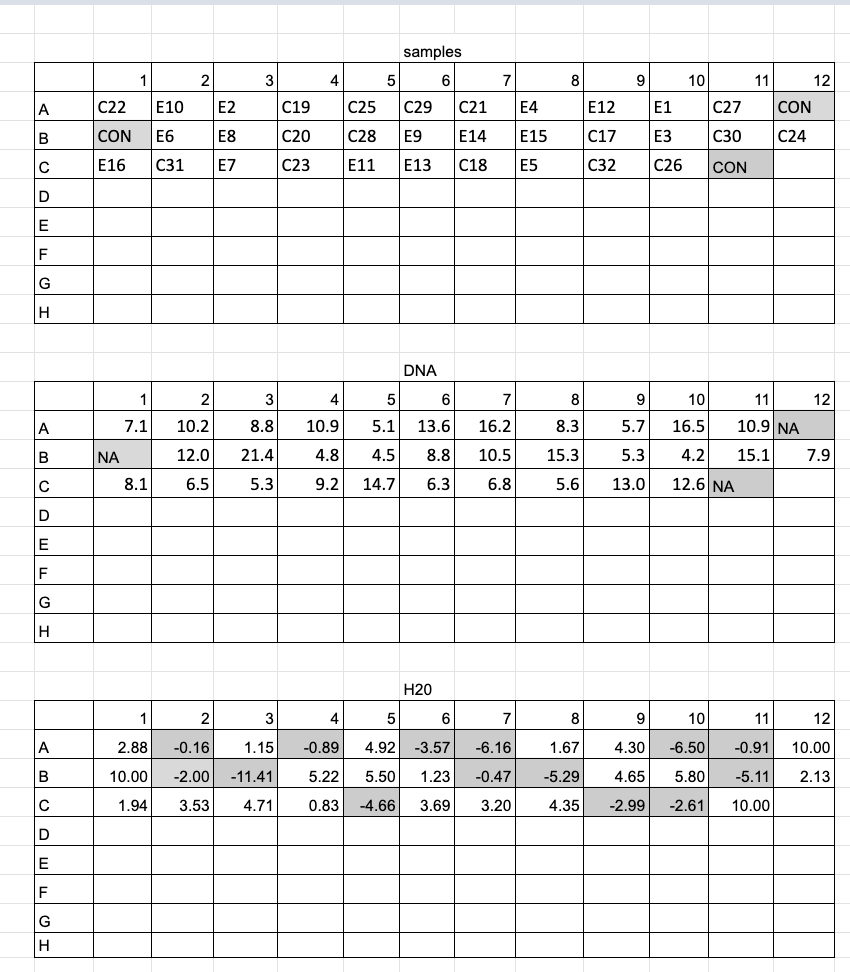 samples
1 2 3 4 5 6 7 8 9 10 11 12
A C22 E10 E2 C19 C25 C29 C21 E4 E12 E1 C27 CON
B CON E6 E8 C20 C28 E9 E14 E15 C17 E3 C30 C24
C E16 C31 E7 C23 E11 E13 C18 E5 C32 C26 CON
D
E
F
G
H
DNA
1 2 3 4 5 6 7 8 9 10 11 12
A 7.1 10.2 8.8 10.9 5.1 13.6 16.2 8.3 5.7 16.5 10.9 NA
B NA 12.0 21.4 4.8 4.5 8.8 10.5 15.3 5.3 4.2 15.1 7.9
C 8.1 6.5 5.3 9.2 14.7 6.3 6.8 5.6 13.0 12.6 NA
D
E
F
G
H
H20
1 2 3 4 5 6 7 8 9 10 11 12
A 2.88 -0.16 1.15 -0.89 4.92 -3.57 -6.16 1.67 4.30 -6.50 -0.91 10.00
B 10.00 -2.00 -11.41 5.22 5.50 1.23 -0.47 -5.29 4.65 5.80 -5.11 2.13
C 1.94 3.53 4.71 0.83 -4.66 3.69 3.20 4.35 -2.99 -2.61 10.00
D
E
F
G
H